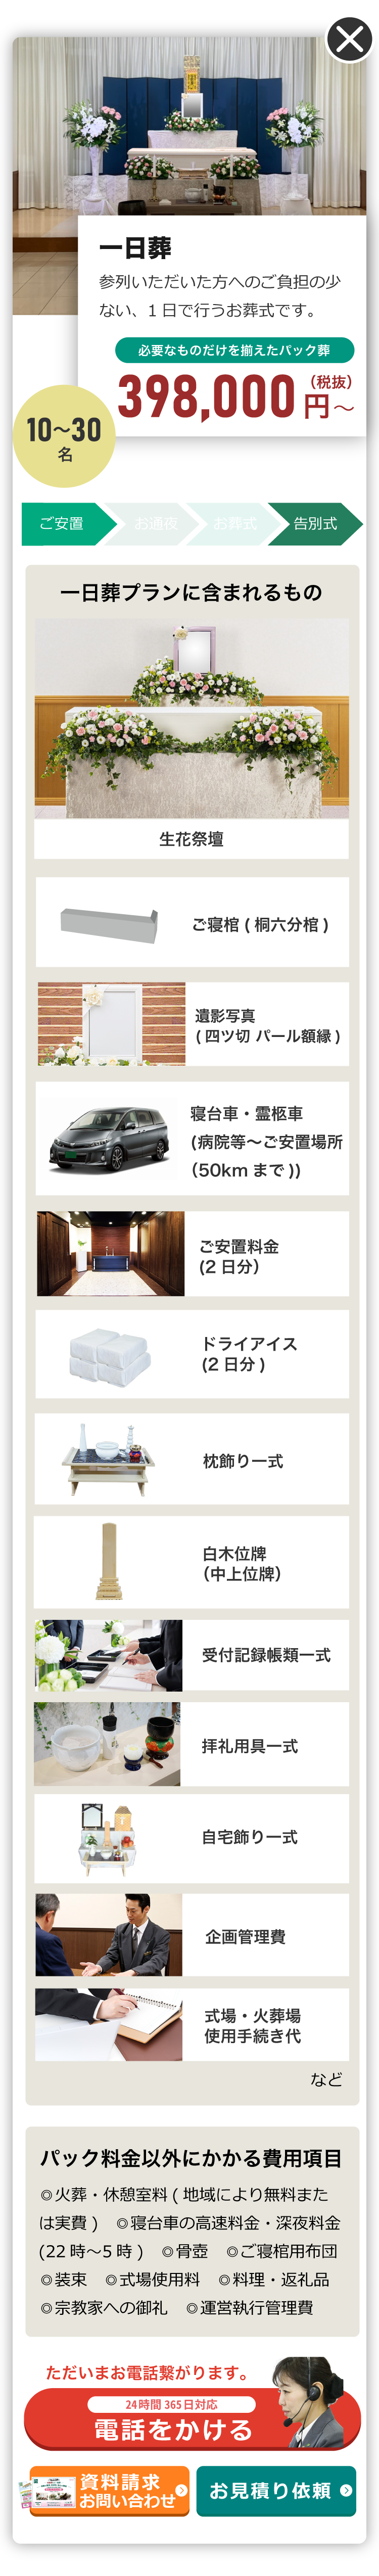 一日葬
参列いただいた方へのご負担の少
ない、1日で行うお葬式です。
必要なものだけを揃えたパック葬
398,000円～（税抜）
10～30
名
ご安置 お通夜 お葬式 告別式
一日葬プランに含まれるもの
生花祭壇
ご寝棺 ( 桐六分棺 )
遺影写真
( 四ツ切 パール額縁 )
寝台車・霊柩車
(病院等～ご安置場所
（50km まで ))
ご安置料金
(2 日分）
ドライアイス
(2 日分 )
枕飾り一式
白木位牌
（中上位牌）
受付記録帳類一式
拝礼用具一式
自宅飾り一式
企画管理費
式場・火葬場
使用手続き代
など
パック料金以外にかかる費用項目
◎火葬・休憩室料 ( 地域により無料また
は実費 ) ◎寝台車の高速料金・深夜料金
(22 時～5 時 ) ◎骨壺 ◎ご寝棺用布団
◎装束 ◎式場使用料 ◎料理・返礼品
◎宗教家への御礼 ◎運営執行管理費
ただいまお電話繋がります。
24時間 365日対応
電話をかける
資料請求
お問い合わせ
お見積り依頼